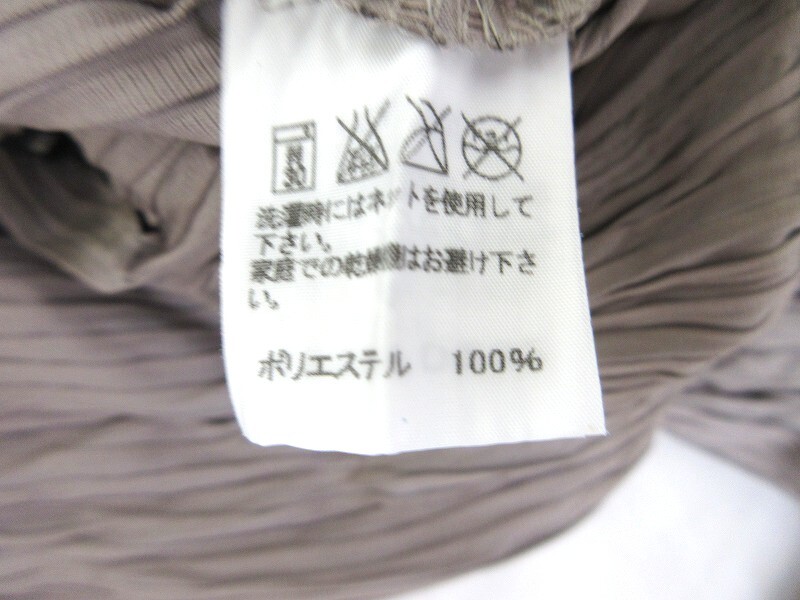 洗濯時にはネットを使用して
下さい。
家庭での乾燥機はお避け下さ
い。
ポリエステル 100%